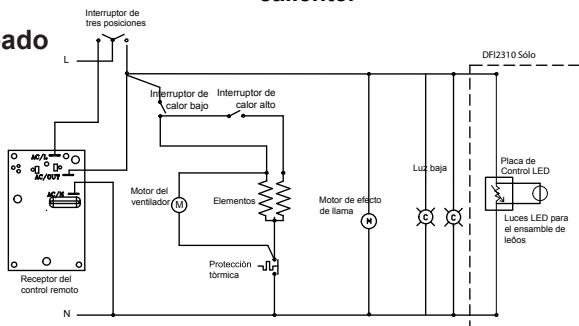 caliente.
ado
Interruptor de
tres posiciones
DFI2310 Sólo
L
Interruptor de
calor bajo
Interruptor de
calor alto
AC/L
AC/OUT
AC/N
Luz baja
Placa de
Control LED
Motor del
ventilador
M
Elementos
Motor de efecto
de llama
M
C
C
Luces LED para
el ensamble de
leños
Protección
tórmica
Receptor del
control remoto
N